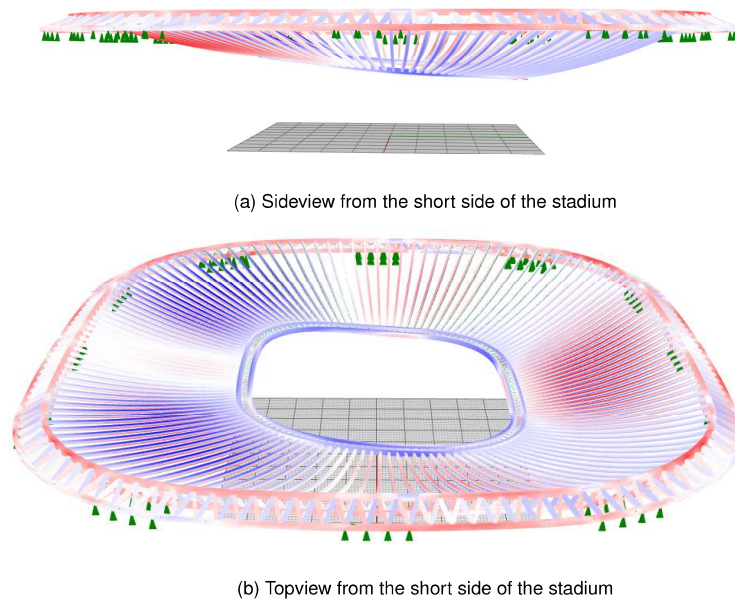 (a) Sideview from the short side of the stadium
(b) Topview from the short side of the stadium